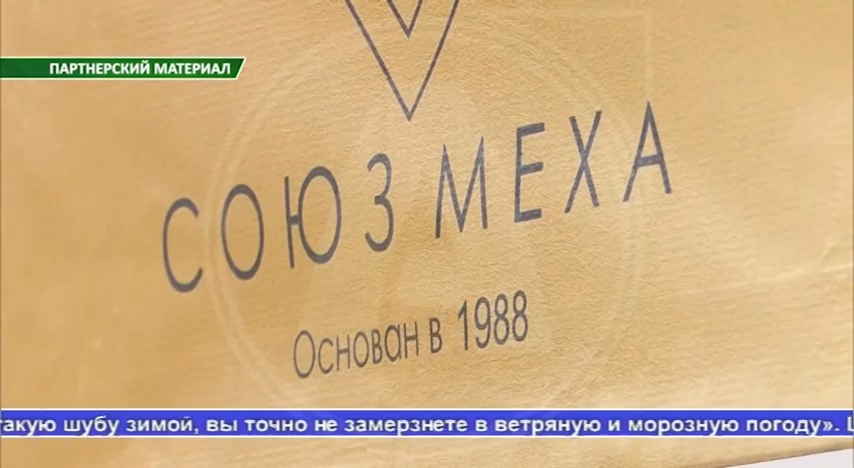 ПАРТНЕРСКИЙ МАТЕРИАЛ
СОЮЗ МЕХА
Основан в 1988
такую шубу зимой, вы точно не замерзнете в ветряную и морозную погоду».